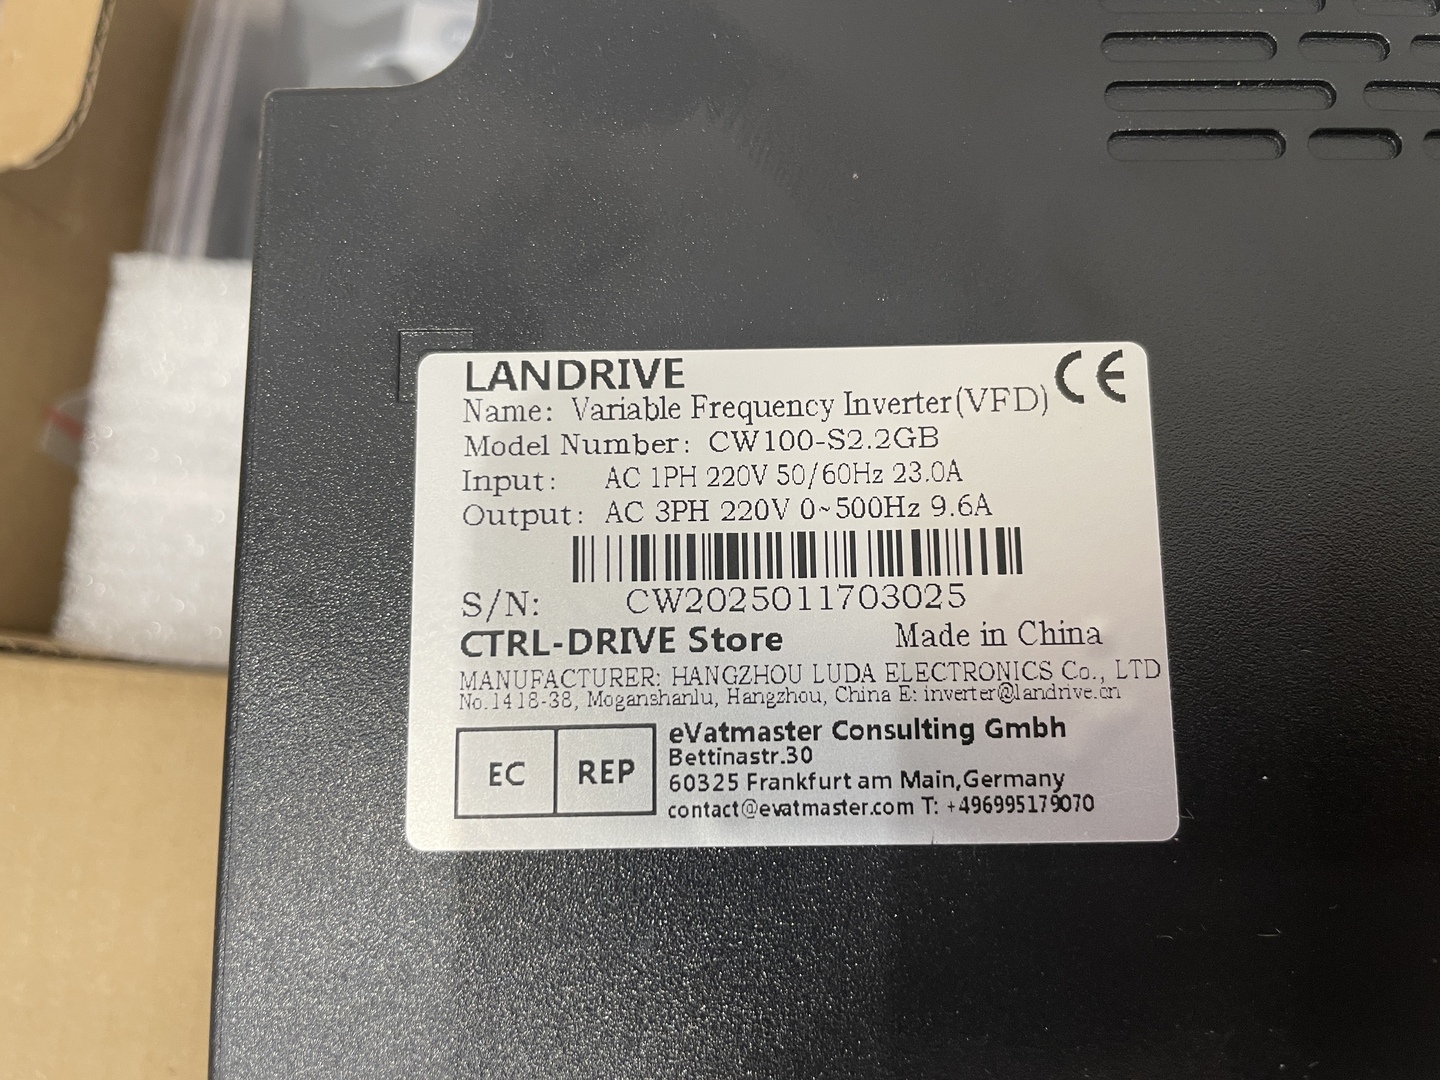 LANDRIVE
CE
Name: Variable Frequency Inverter(VFD)
Model Number: CW100-S2.2GB
Input: AC 1PH 220V 50/60Hz 23.0A
Output: AC 3PH 220V 0~500Hz 9.6A
S/N: CW2025011703025
CTRL-DRIVE Store Made in China
MANUFACTURER: HANGZHOU LUDA ELECTRONICS Co., LTD
No.1418-38, Moganshanlu, Hangzhou, China E: inverter@landrive.cn
EC REP
eVatmaster Consulting Gmbh
Bettinastr.30
60325 Frankfurt am Main,Germany
contact@evatmaster.com T: +496995179070